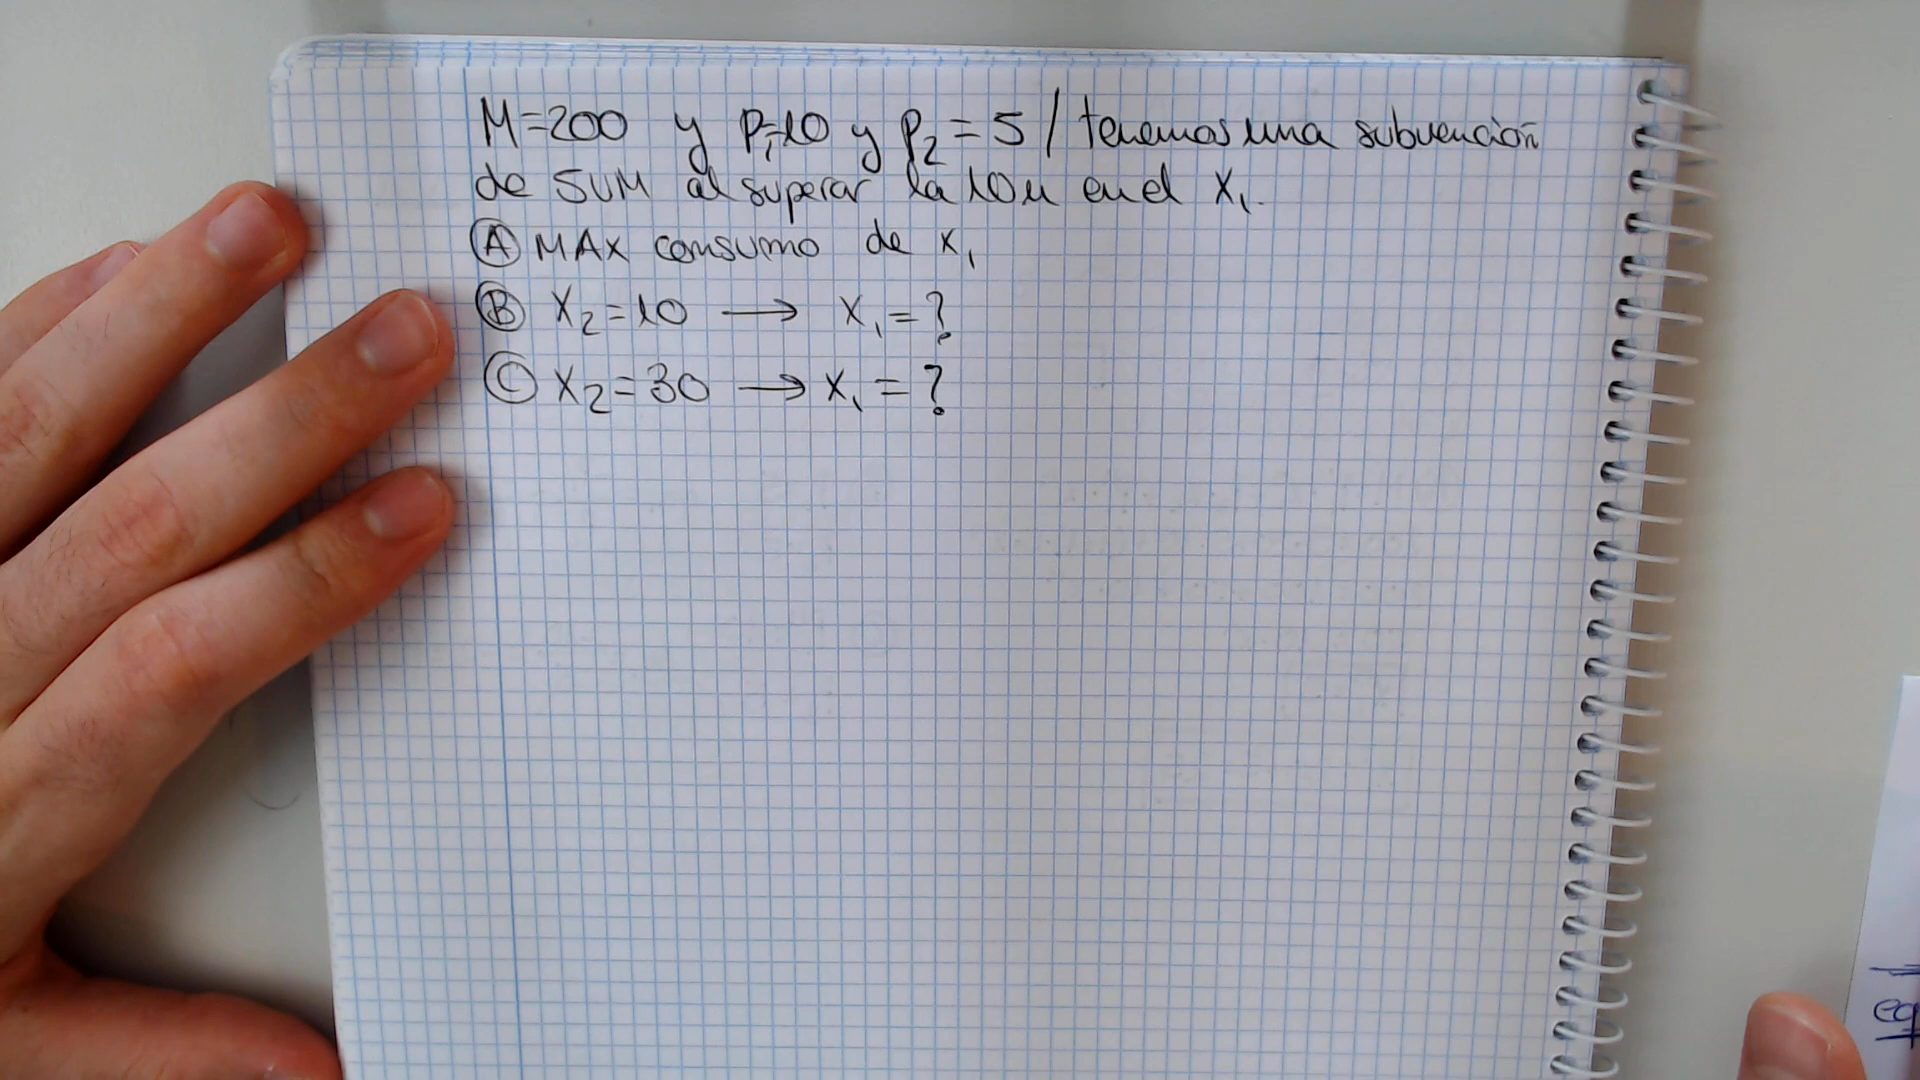 M=200 y P₁=10 y P₂ = 5 / tenemos una subvención
de 5UM al superar la 10u en el X₁.
Ⓐ MAX consumo de X₁
Ⓑ X₂=10 → X₁=?
Ⓒ X₂=30 → X₁ = ?
eq